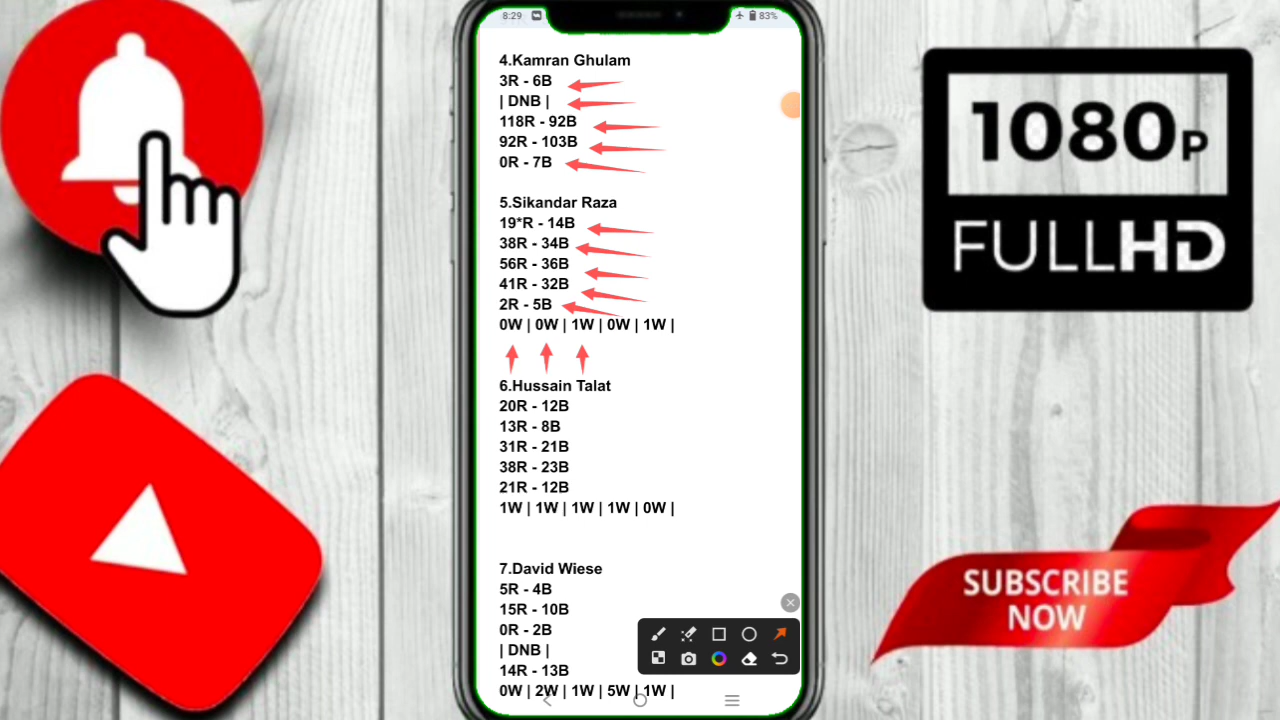 8:29
83%
4.Kamran Ghulam
3R - 6B
| DNB |
118R - 92B
92R - 103B
0R - 7B
5.Sikandar Raza
19*R - 14B
38R - 34B
56R - 36B
41R - 32B
2R - 5B
0W | 0W | 1W | 0W | 1W |
6.Hussain Talat
20R - 12B
13R - 8B
31R - 21B
38R - 23B
21R - 12B
1W | 1W | 1W | 1W | 0W |
7.David Wiese
5R - 4B
15R - 10B
0R - 2B
| DNB |
14R - 13B
0W | 2W | 1W | 5W | 1W |
1080P
FULLHD
SUBSCRIBE
NOW